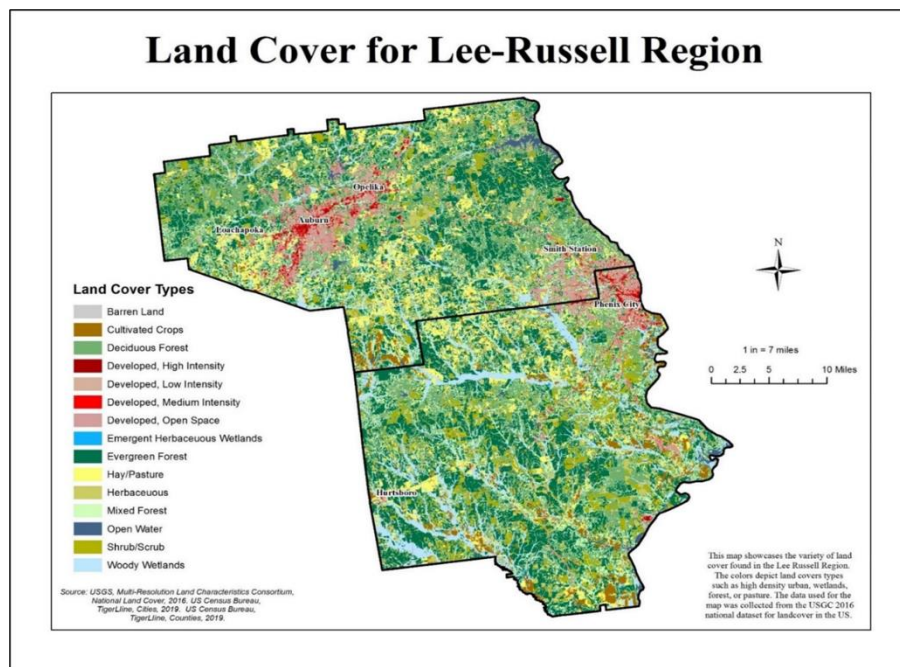 Land Cover for Lee-Russell Region
Opelika
Auburn
Loachapoka
Smith Station
Phenix City
N
Land Cover Types
Barren Land
Cultivated Crops
Deciduous Forest
Developed, High Intensity
Developed, Low Intensity
Developed, Medium Intensity
Developed, Open Space
Emergent Herbaceuous Wetlands
Evergreen Forest
Hay/Pasture
Herbaceous
Mixed Forest
Open Water
Shrub/Scrub
Woody Wetlands
1 in = 7 miles
0 2.5 5 10 Miles
Hurtsboro
Source: USGS, Multi-Resolution Land Characteristics Consortium,
National Land Cover, 2016. US Census Bureau,
TigerLIine, Cities, 2019. US Census Bureau,
TigerLIine, Counties, 2019.
This map showcases the variety of land
cover found in the Lee Russell Region.
The colors depict land covers types
such as high density urban, wetlands,
forest, or pasture. The data used for the
map was collected from the USGC 2016
national dataset for landcover in the US.